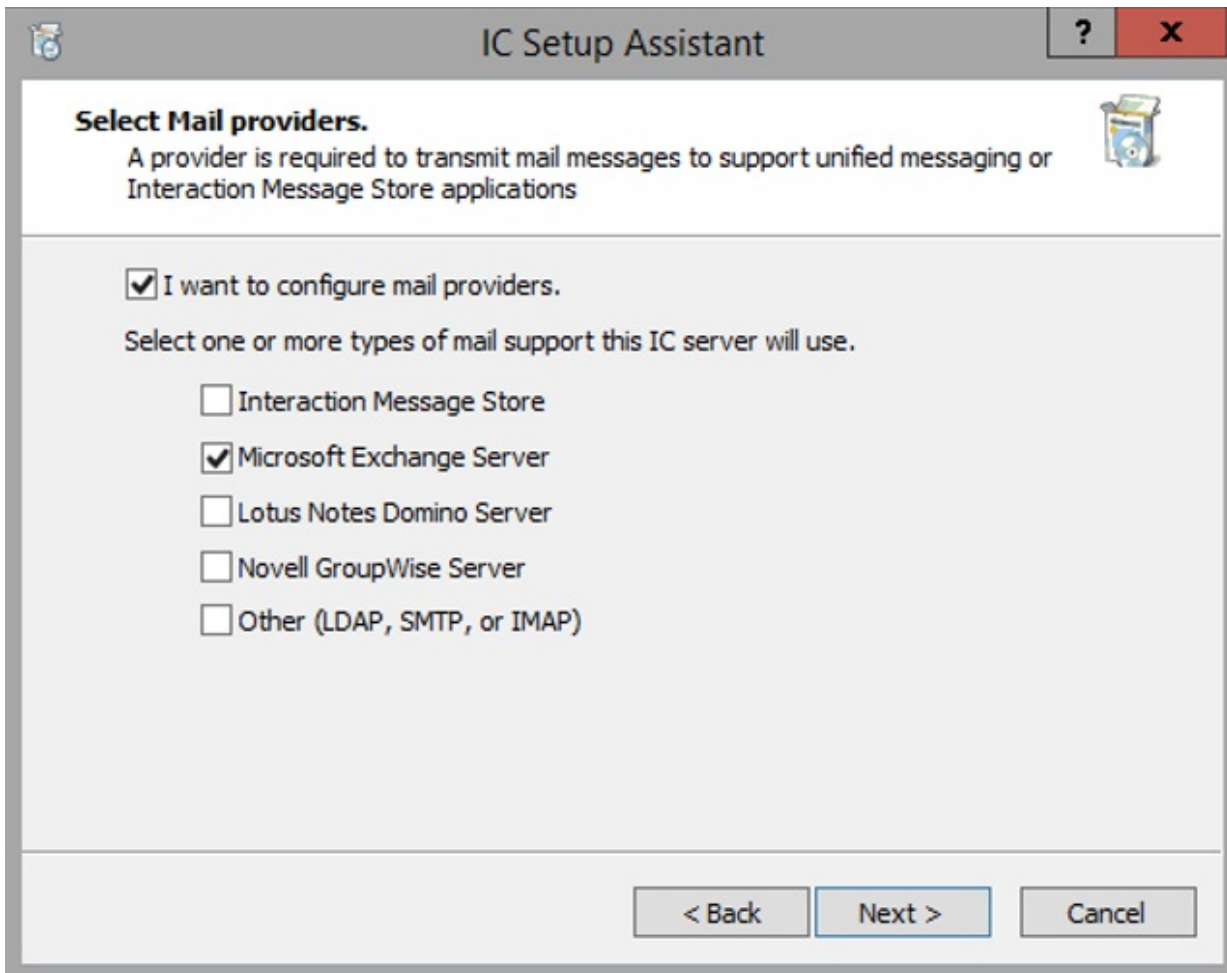 IC Setup Assistant
?
x
Select Mail providers.
A provider is required to transmit mail messages to support unified messaging or
Interaction Message Store applications
I want to configure mail providers.
Select one or more types of mail support this IC server will use.
Interaction Message Store
Microsoft Exchange Server
Lotus Notes Domino Server
Novell GroupWise Server
Other (LDAP, SMTP, or IMAP)
< Back
Next >
Cancel